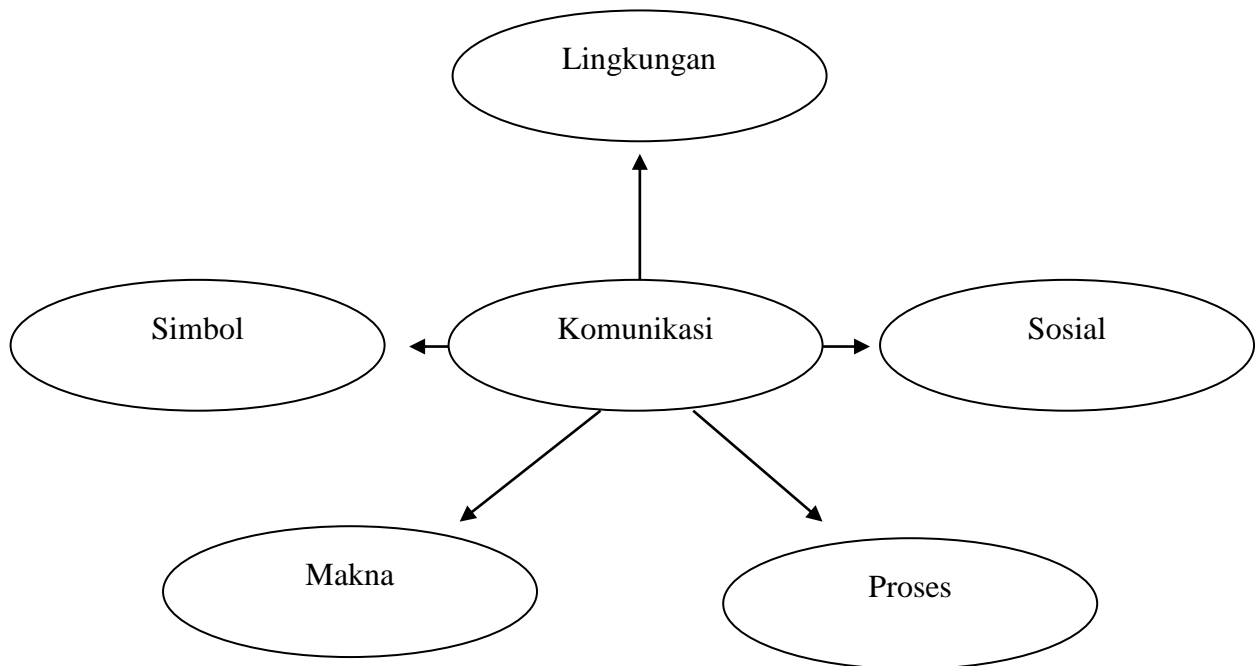 Lingkungan
Simbol
Komunikasi
Sosial
Makna
Proses